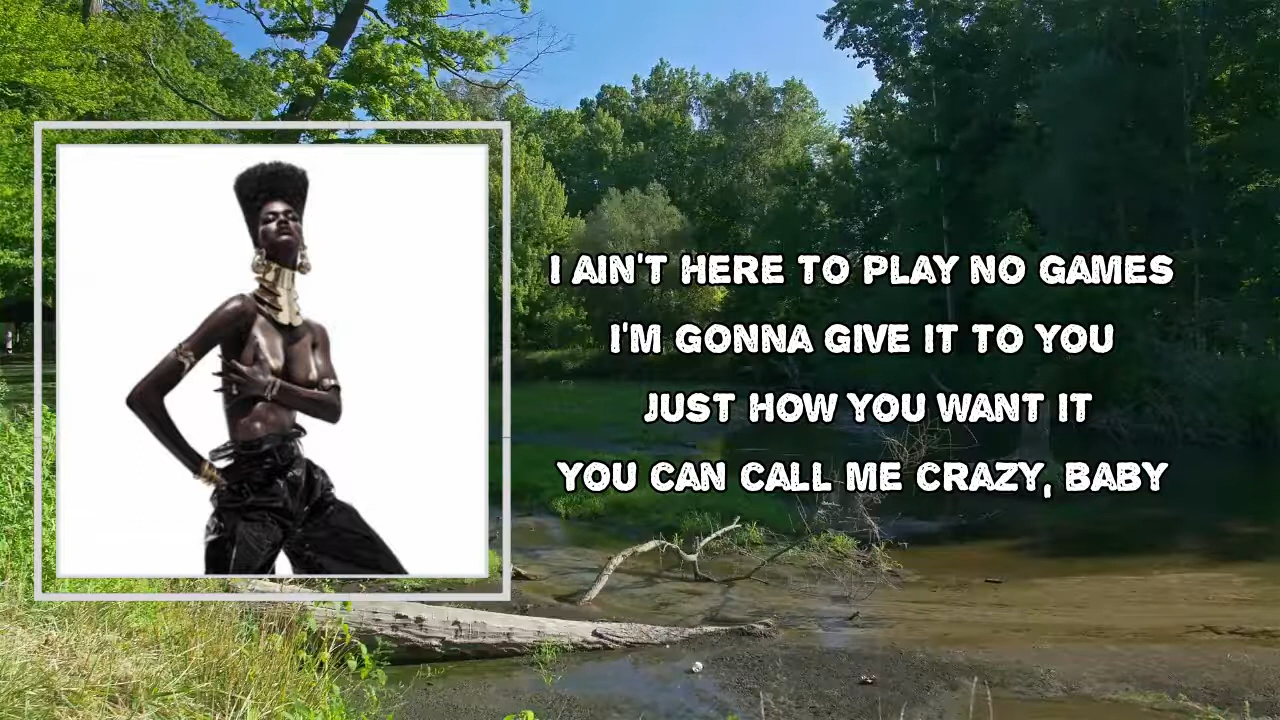 I AIN'T HERE TO PLAY NO GAMES
I'M GONNA GIVE IT TO YOU
JUST HOW YOU WANT IT
YOU CAN CALL ME CRAZY, BABY